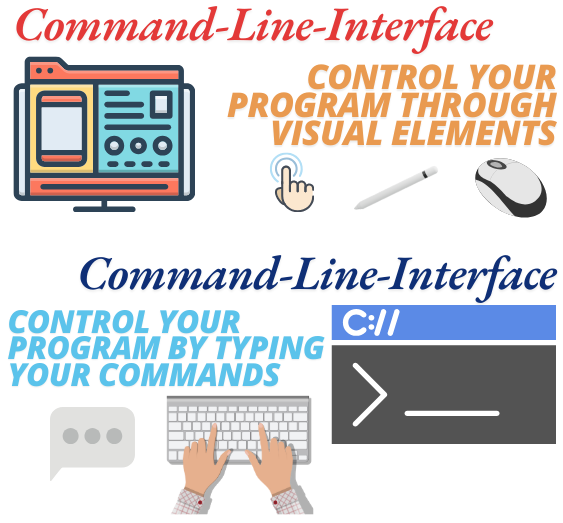 Command-Line-Interface
CONTROL YOUR
PROGRAM THROUGH
VISUAL ELEMENTS
Command-Line-Interface
CONTROL YOUR
PROGRAM BY TYPING
YOUR COMMANDS
C://